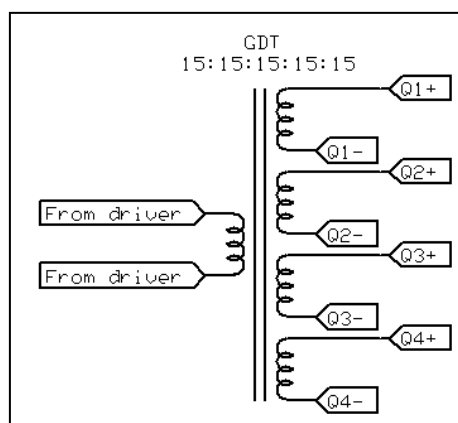 GDT
15:15:15:15:15
Q1+
Q1-
Q2+
From driver
Q2-
Q3+
From driver
Q3-
Q4+
Q4-